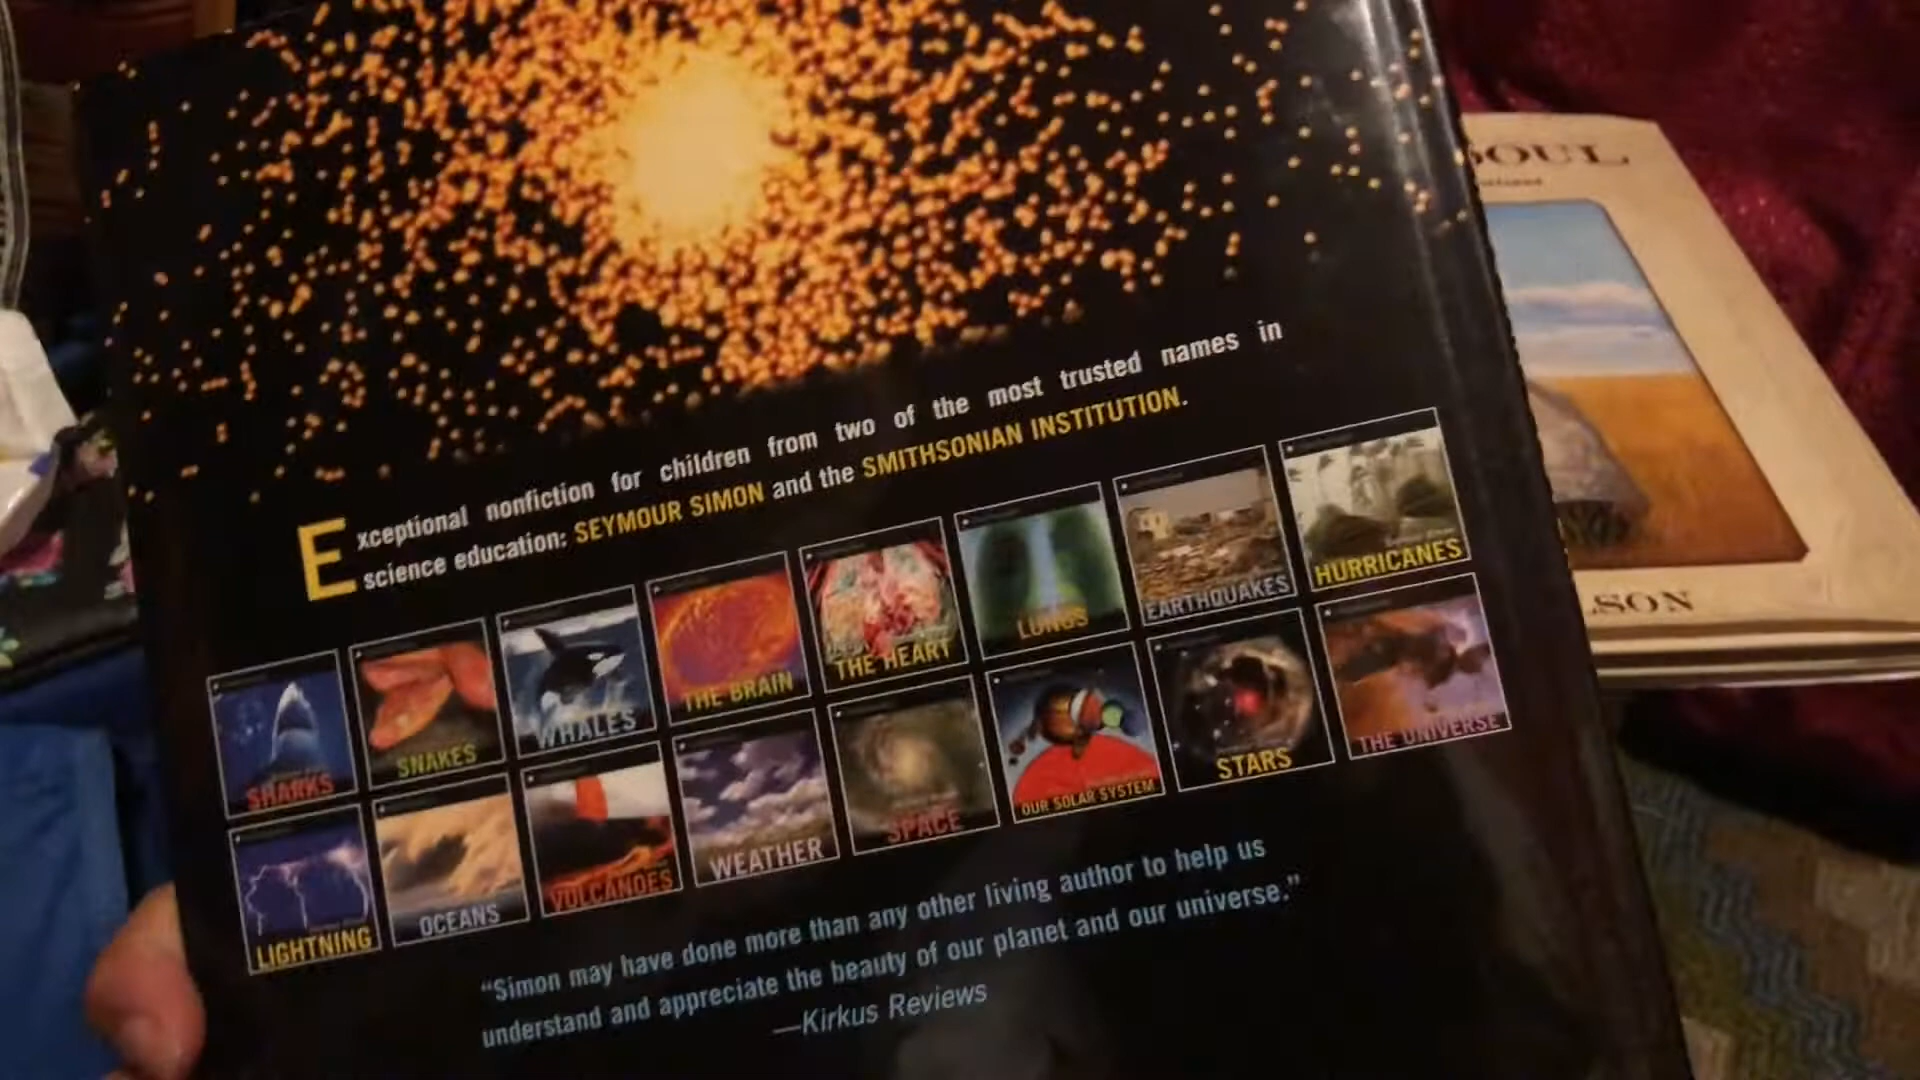 Exceptional nonfiction for children from two of the most trusted names in
science education: SEYMOUR SIMON and the SMITHSONIAN INSTITUTION.
SHARKS
SNAKES
WHALES
THE BRAIN
THE HEART
LUNGS
EARTHQUAKES
HURRICANES
LIGHTNING
OCEANS
VOLCANOES
WEATHER
SPACE
OUR SOLAR SYSTEM
STARS
THE UNIVERSE
“Simon may have done more than any other living author to help us
understand and appreciate the beauty of our planet and our universe.”
—Kirkus Reviews
OUL
LSON